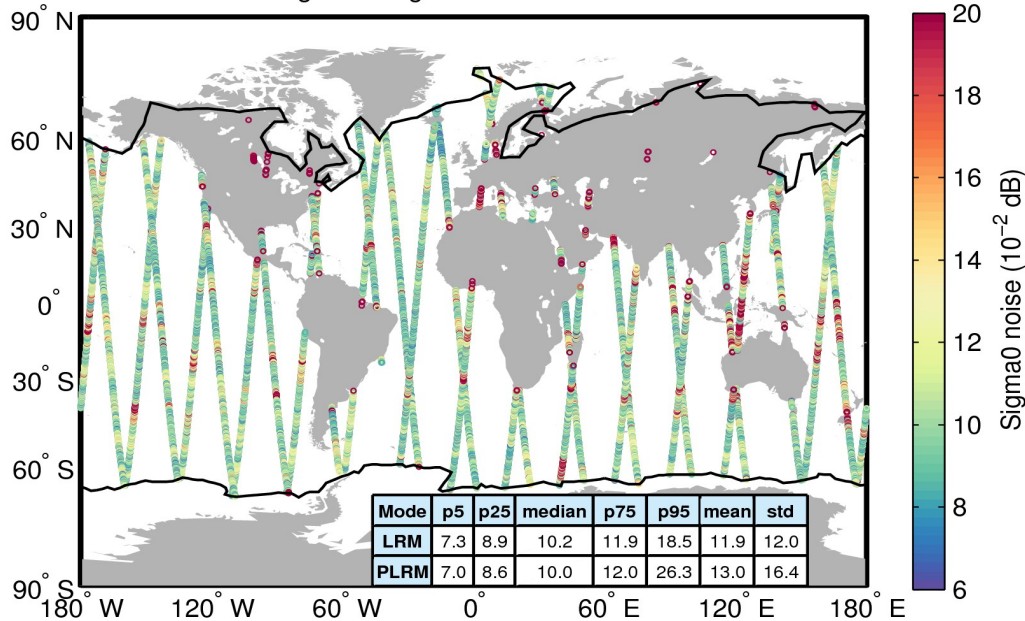 90° N
60° N
30° N
0°
30° S
60° S
90° S
180° W 120° W 60° W 0° 60° E 120° E 180° E
Mode p5 p25 median p75 p95 mean std
LRM 7.3 8.9 10.2 11.9 18.5 11.9 12.0
PLRM 7.0 8.6 10.0 12.0 26.3 13.0 16.4
20
18
16
14
12
10
8
6
Sigma0 noise (10⁻² dB)